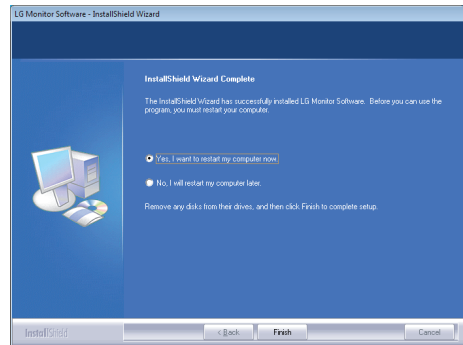 LG Monitor Software - InstallShield Wizard
InstallShield Wizard Complete
The InstallShield Wizard has successfully installed LG Monitor Software. Before you can use the
program, you must restart your computer.
Yes, I want to restart my computer now.
No, I will restart my computer later.
Remove any disks from their drives, and then click Finish to complete setup.
InstallShield
< Back Finish Cancel